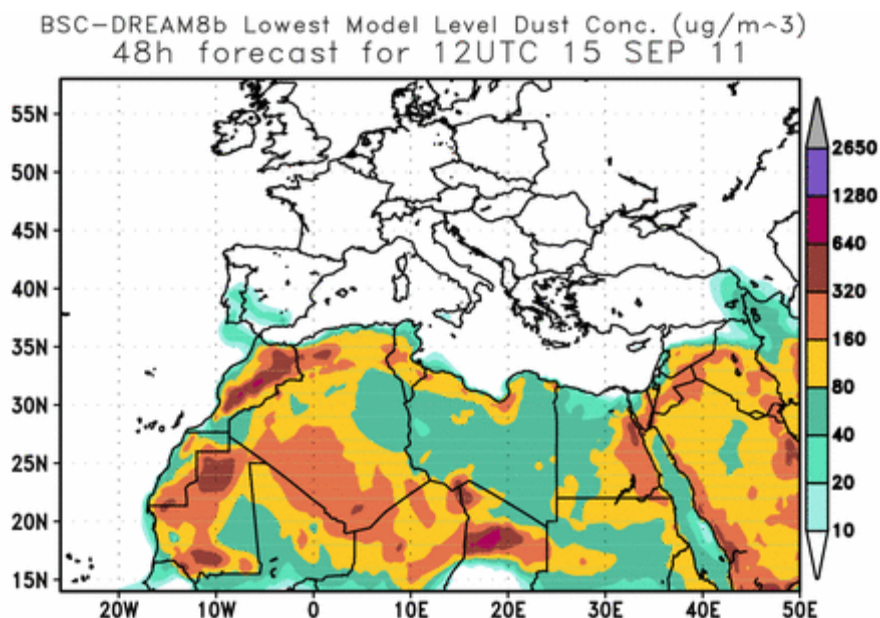 BSC-DREAM8b Lowest Model Level Dust Conc. (ug/m^3)
48h forecast for 12UTC 15 SEP 11
55N
50N
45N
40N
35N
30N
25N
20N
15N
20W 10W 0 10E 20E 30E 40E 50E
2650
1280
640
320
160
80
40
20
10